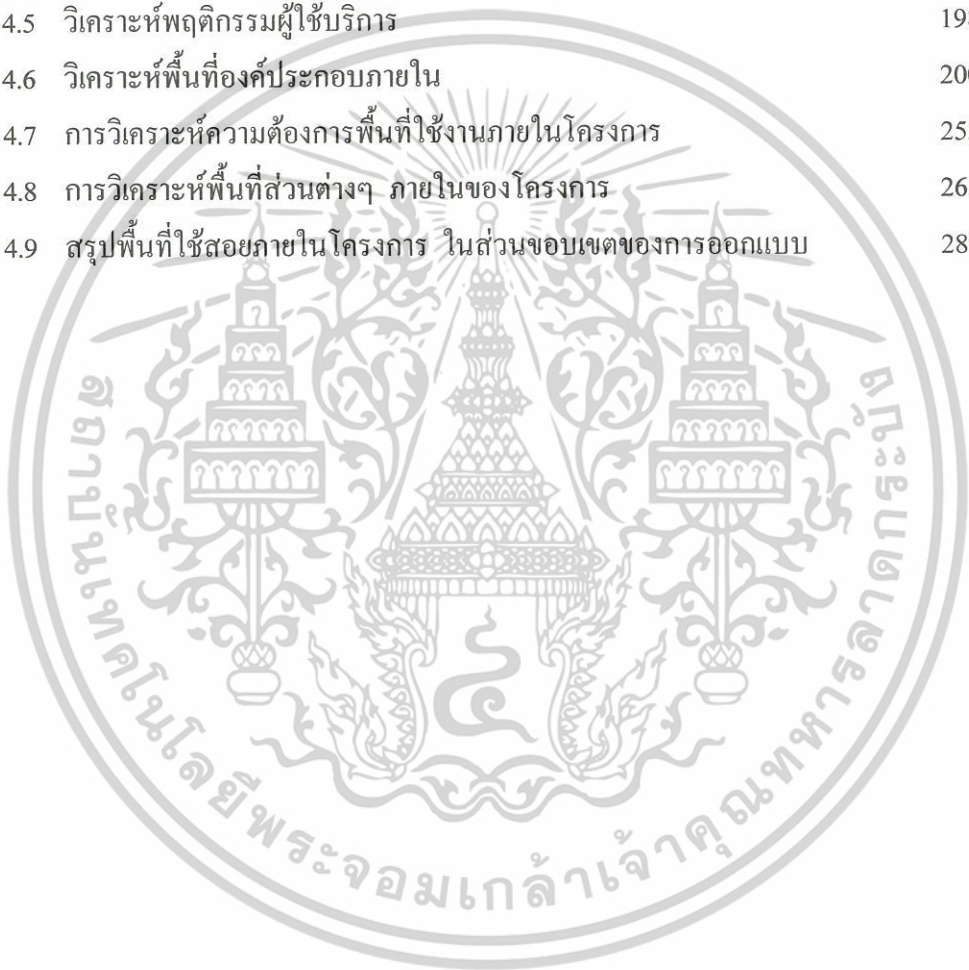 4.5 วิเคราะห์พฤติกรรมผู้ใช้บริการ 19
4.6 วิเคราะห์พื้นที่องค์ประกอบภายใน 20
4.7 การวิเคราะห์ความต้องการพื้นที่ใช้งานภายในโครงการ 25
4.8 การวิเคราะห์พื้นที่ส่วนต่างๆ ภายในของโครงการ 26
4.9 สรุปพื้นที่ใช้สอยภายในโครงการ ในส่วนขอบเขตของการออกแบบ 28
สถาบันเทคโนโลยีพระจอมเกล้าเจ้าคุณทหารลาดกระบัง